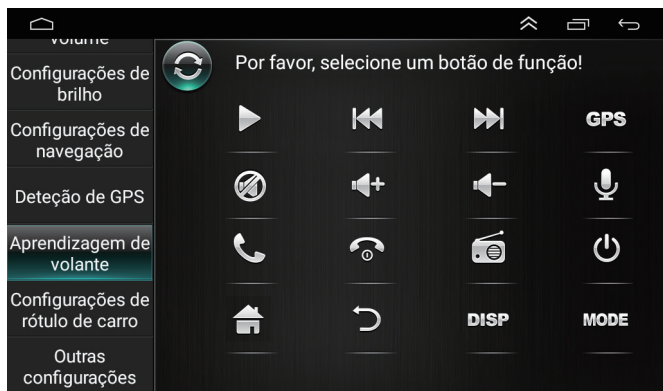 volume
Configurações de
brilho
Configurações de
navegação
Deteção de GPS
Aprendizagem de
volante
Configurações de
rótulo de carro
Outras
configurações
Por favor, selecione um botão de função!
GPS
DISP
MODE